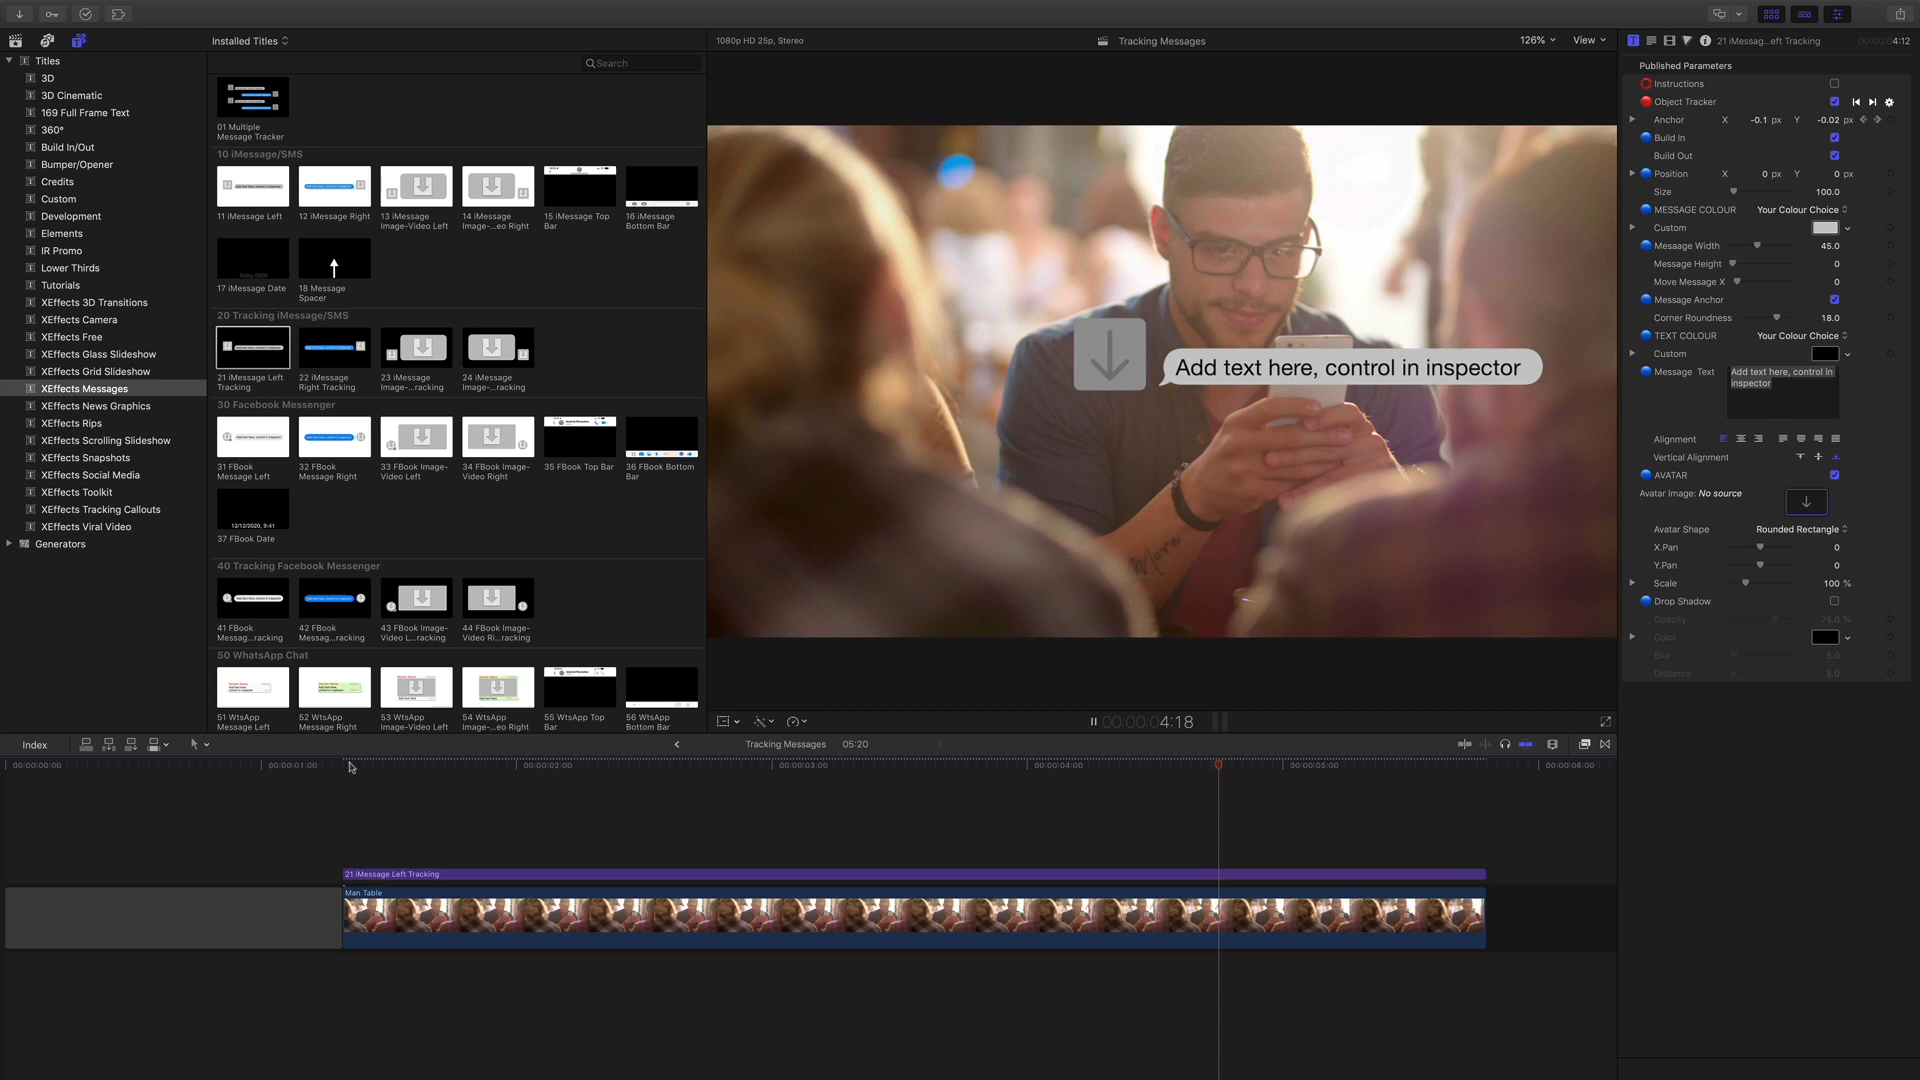 Installed Titles
1080p HD 25p, Stereo
Tracking Messages
126%
View
21 iMessag...eft Tracking
4:12
Titles
3D
3D Cinematic
169 Full Frame Text
360°
Build In/Out
Bumper/Opener
Credits
Custom
Development
Elements
IR Promo
Lower Thirds
Tutorials
XEffects 3D Transitions
XEffects Camera
XEffects Free
XEffects Glass Slideshow
XEffects Grid Slideshow
XEffects Messages
XEffects News Graphics
XEffects Rips
XEffects Scrolling Slideshow
XEffects Snapshots
XEffects Social Media
XEffects Toolkit
XEffects Tracking Callouts
XEffects Viral Video
Generators
Search
01 Multiple
Message Tracker
10 iMessage/SMS
11 iMessage Left
12 iMessage Right
13 iMessage
Image-Video Left
14 iMessage
Image-...eo Right
15 iMessage Top
Bar
16 iMessage
Bottom Bar
Today 0900
17 iMessage Date
18 Message
Spacer
20 Tracking iMessage/SMS
21 iMessage Left
Tracking
22 iMessage
Right Tracking
23 iMessage
Image-...racking
24 iMessage
Image-...racking
30 Facebook Messenger
31 FBook
Message Left
32 FBook
Message Right
33 FBook Image-
Video Left
34 FBook Image-
Video Right
35 FBook Top Bar
36 FBook Bottom
Bar
12/12/2020, 9:41
37 FBook Date
40 Tracking Facebook Messenger
41 FBook
Messag...racking
42 FBook
Messag...racking
43 FBook Image-
Video L...racking
44 FBook Image-
Video Ri...racking
50 WhatsApp Chat
51 WtsApp
Message Left
52 WtsApp
Message Right
53 WtsApp
Image-Video Left
54 WtsApp
Image-...eo Right
55 WtsApp Top
Bar
56 WtsApp
Bottom Bar
Add text here, control in inspector
00:00:00:04:18
Published Parameters
Instructions
Object Tracker
Anchor X -0.1 px Y -0.02 px
Build In
Build Out
Position X 0 px Y 0 px
Size 100.0
MESSAGE COLOUR Your Colour Choice
Custom
Mesaage Width 45.0
Message Height 0
Move Message X 0
Message Anchor
Corner Roundness 18.0
TEXT COLOUR Your Colour Choice
Custom
Message Text Add text here, control in
inspector
Alignment
Vertical Alignment
AVATAR
Avatar Image: No source
Avatar Shape Rounded Rectangle
X.Pan 0
Y.Pan 0
Scale 100 %
Drop Shadow
Opacity 75.0 %
Color
Blur 5.0
Distance 5.0
Index
Tracking Messages 05:20
00:00:00:00
00:00:01:00
00:00:02:00
00:00:03:00
00:00:04:00
00:00:05:00
00:00:06:00
21 iMessage Left Tracking
Man Table